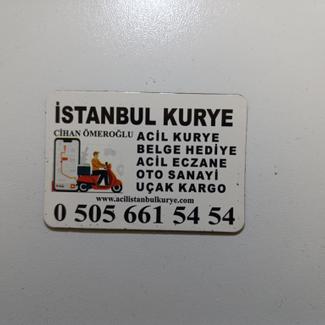 İSTANBUL KURYE
CİHAN ÖMEROĞLU
ACİL KURYE
BELGE HEDİYE
ACİL ECZANE
OTO SANAYİ
UÇAK KARGO
www.acilistanbulkurye.com
0 505 661 54 54